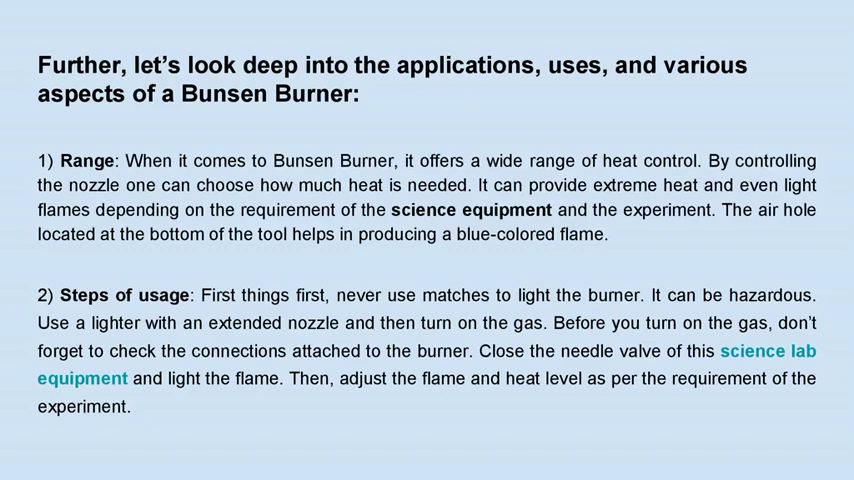 Further, let’s look deep into the applications, uses, and various
aspects of a Bunsen Burner:
1) Range: When it comes to Bunsen Burner, it offers a wide range of heat control. By controlling
the nozzle one can choose how much heat is needed. It can provide extreme heat and even light
flames depending on the requirement of the science equipment and the experiment. The air hole
located at the bottom of the tool helps in producing a blue-colored flame.
2) Steps of usage: First things first, never use matches to light the burner. It can be hazardous.
Use a lighter with an extended nozzle and then turn on the gas. Before you turn on the gas, don’t
forget to check the connections attached to the burner. Close the needle valve of this science lab
equipment and light the flame. Then, adjust the flame and heat level as per the requirement of the
experiment.